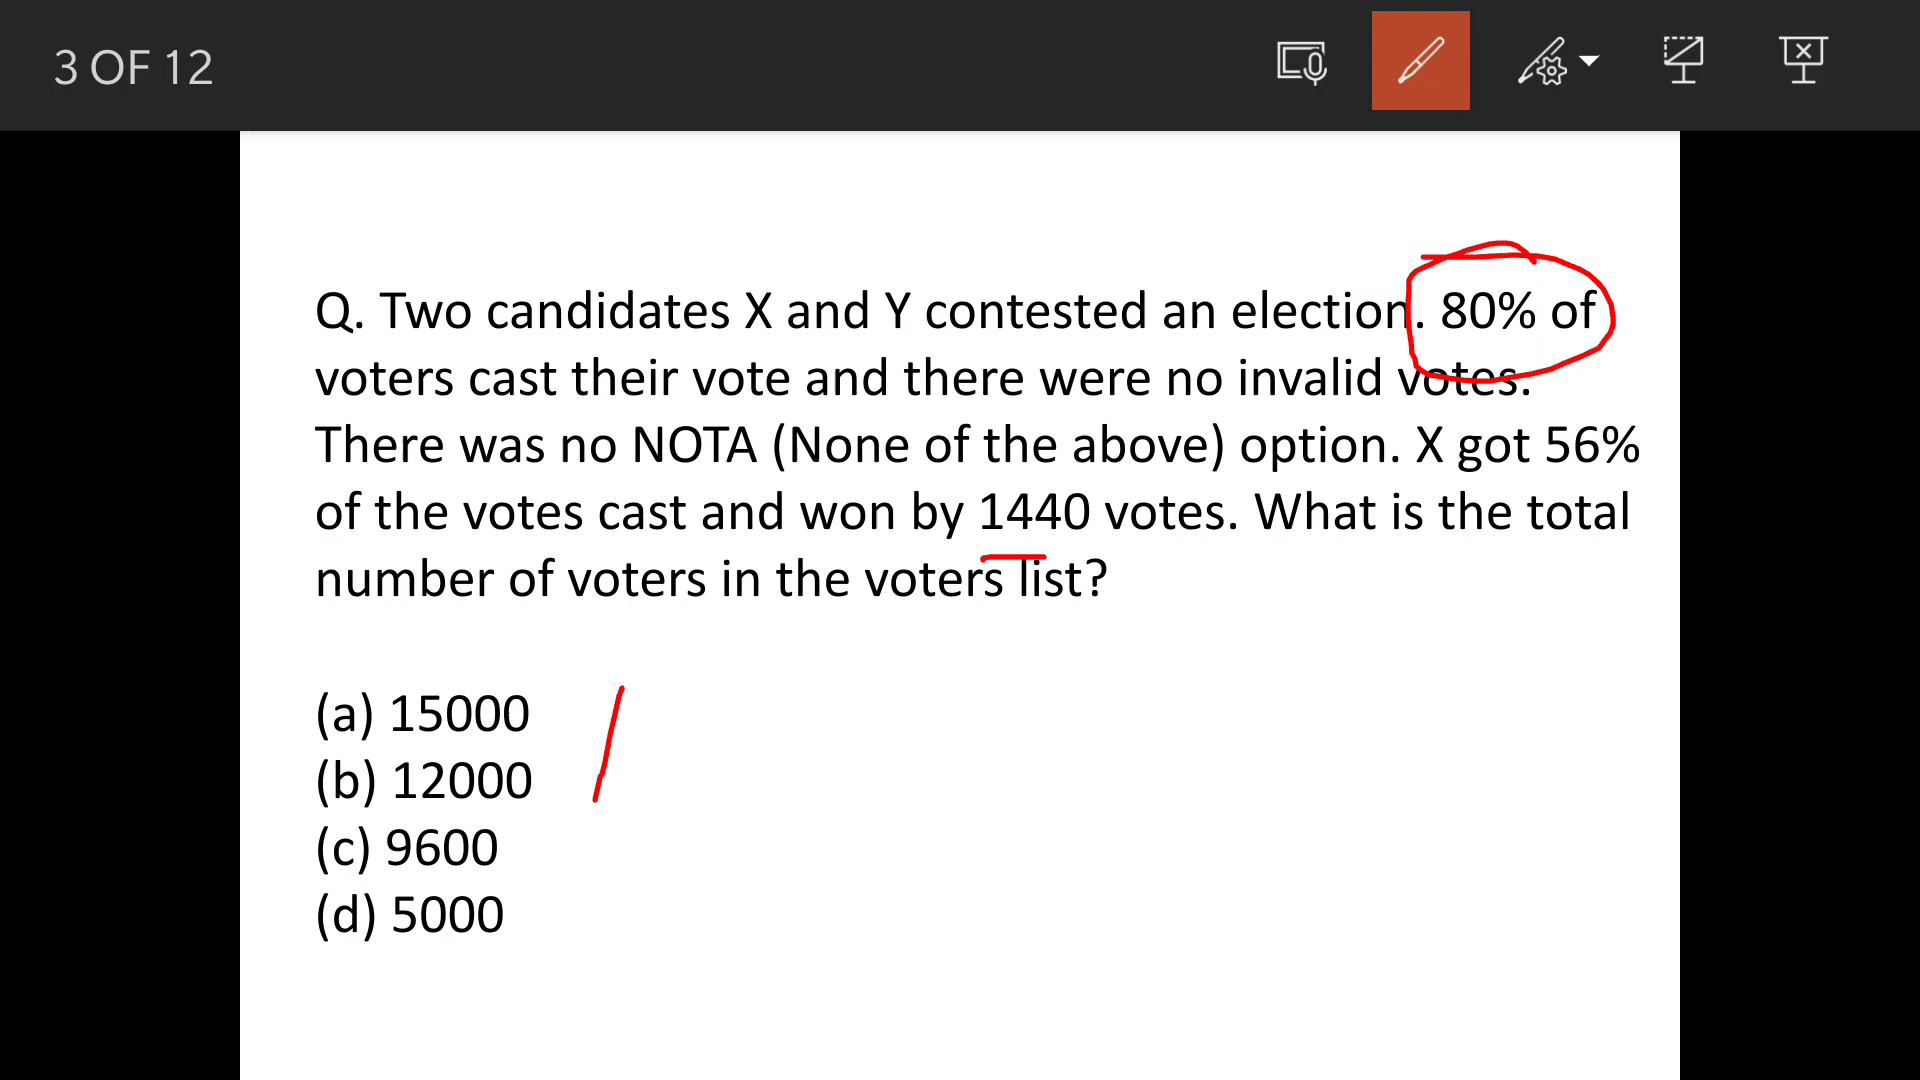 3 OF 12
Q. Two candidates X and Y contested an election. 80% of
voters cast their vote and there were no invalid votes.
There was no NOTA (None of the above) option. X got 56%
of the votes cast and won by 1440 votes. What is the total
number of voters in the voters list?
(a) 15000
(b) 12000
(c) 9600
(d) 5000